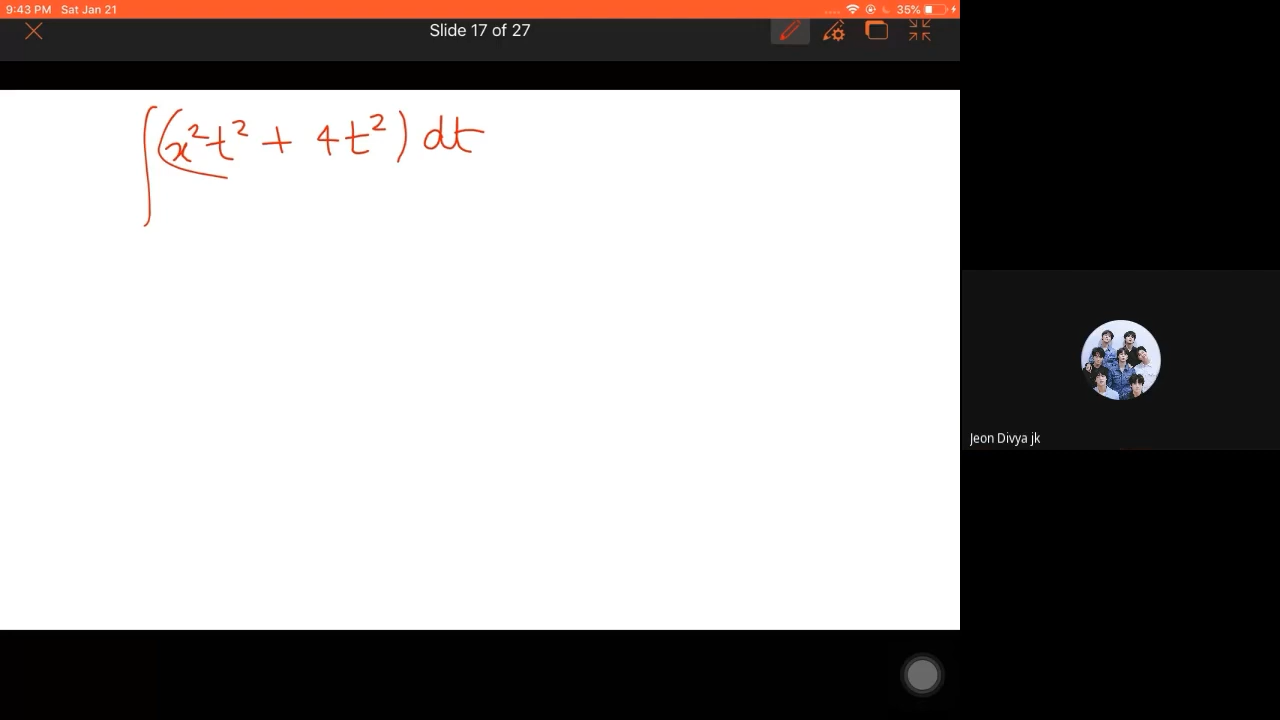 9:43 PM Sat Jan 21
35%
Slide 17 of 27
∫(x²t² + 4t²) dt
Jeon Divya jk